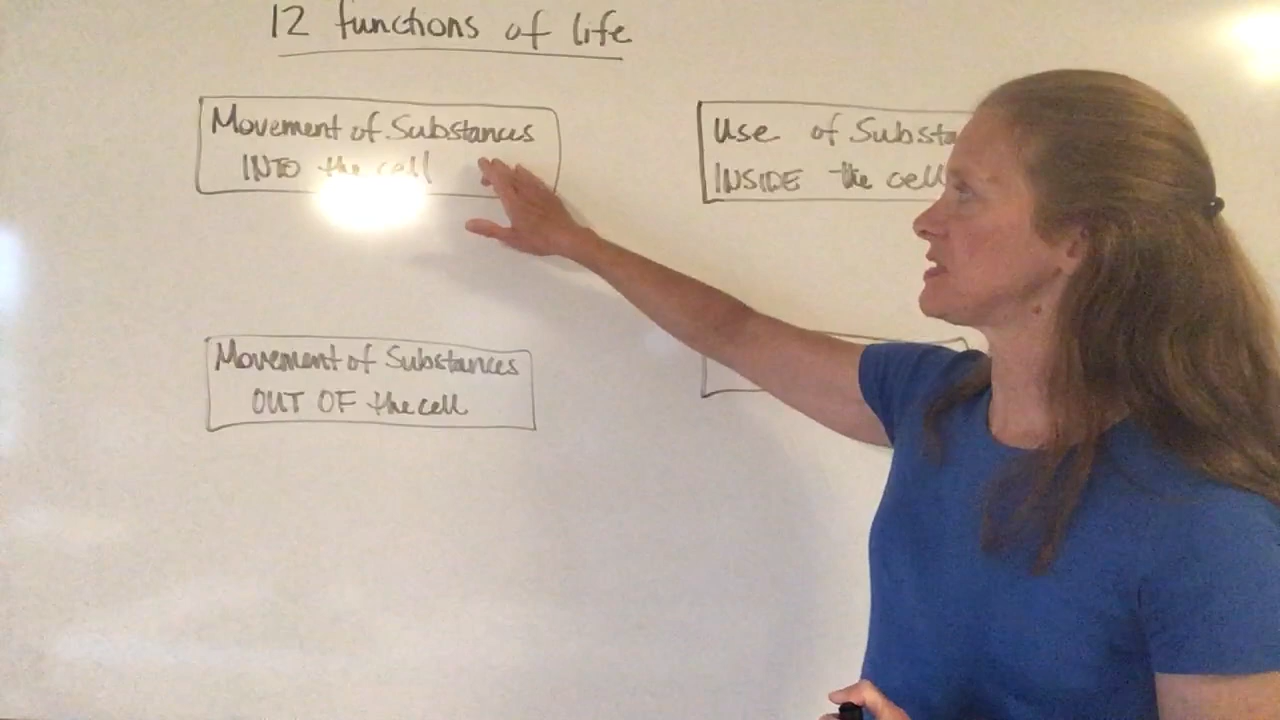 12 functions of life
Movement of Substances
INTO the cell
Use of Substa
INSIDE the cell
Movement of Substances
OUT OF the cell